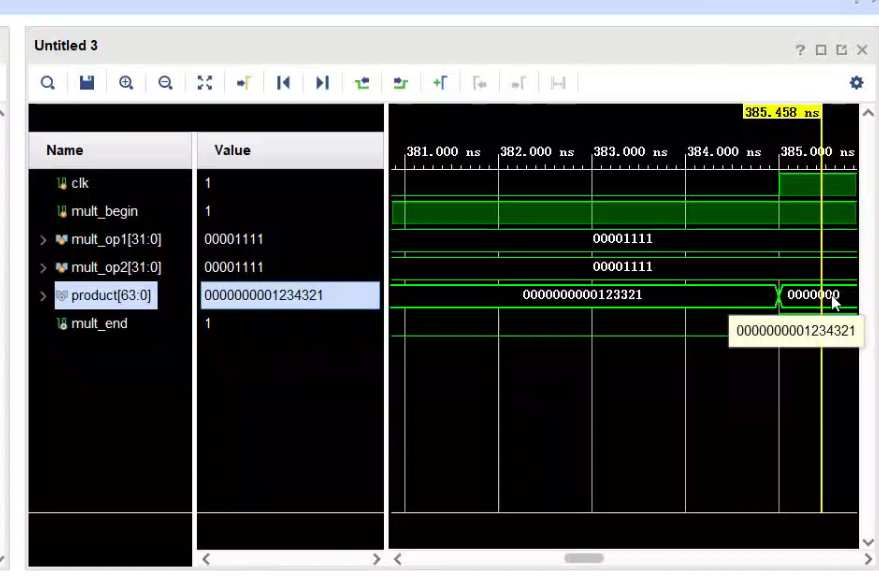 Untitled 3
385.458 ns
Name Value
381.000 ns 382.000 ns 383.000 ns 384.000 ns 385.000 ns
clk 1
mult_begin 1
mult_op1[31:0] 00001111 00001111
mult_op2[31:0] 00001111 00001111
product[63:0] 0000000001234321 0000000000123321 0000000
mult_end 1
0000000001234321